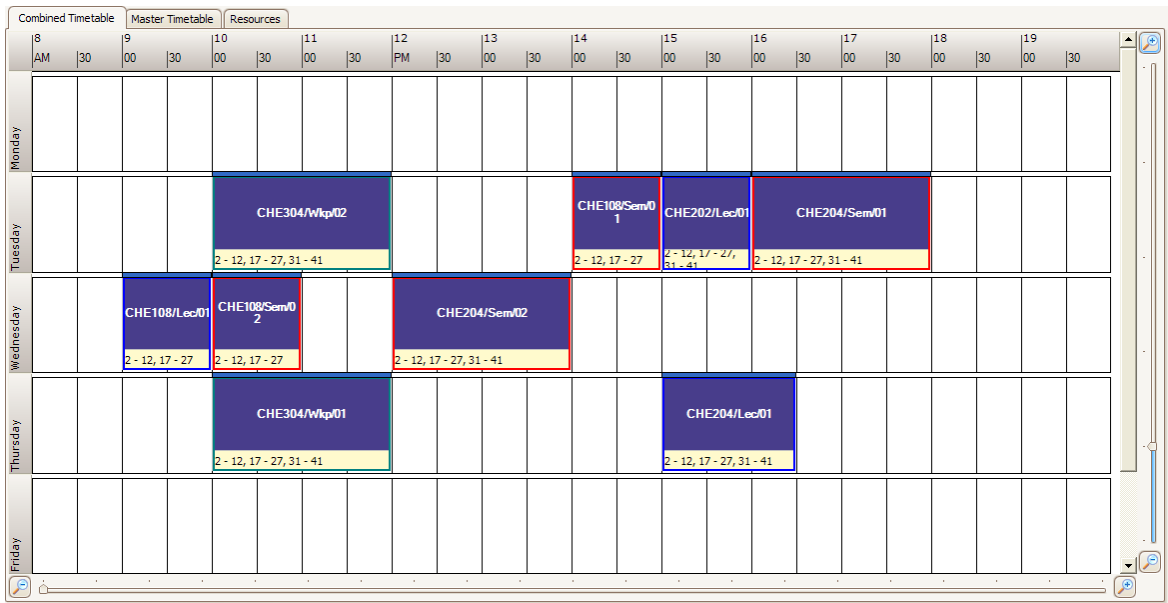 Combined Timetable Master Timetable Resources
8 9 10 11 12 13 14 15 16 17 18 19
AM 30 00 30 00 30 00 30 PM 30 00 30 00 30 00 30 00 30 00 30 00 30 00 30
Monday
Tuesday
CHE304/Wkp/02
2 - 12, 17 - 27, 31 - 41
CHE108/Sem/0
1
2 - 12, 17 - 27
CHE202/Lec/01
2 - 12, 17 - 27,
31 - 41
CHE204/Sem/01
2 - 12, 17 - 27, 31 - 41
Wednesday
CHE108/Lec/01
2 - 12, 17 - 27
CHE108/Sem/0
2
2 - 12, 17 - 27
CHE204/Sem/02
2 - 12, 17 - 27, 31 - 41
Thursday
CHE304/Wkp/01
2 - 12, 17 - 27, 31 - 41
CHE204/Lec/01
2 - 12, 17 - 27, 31 - 41
Friday